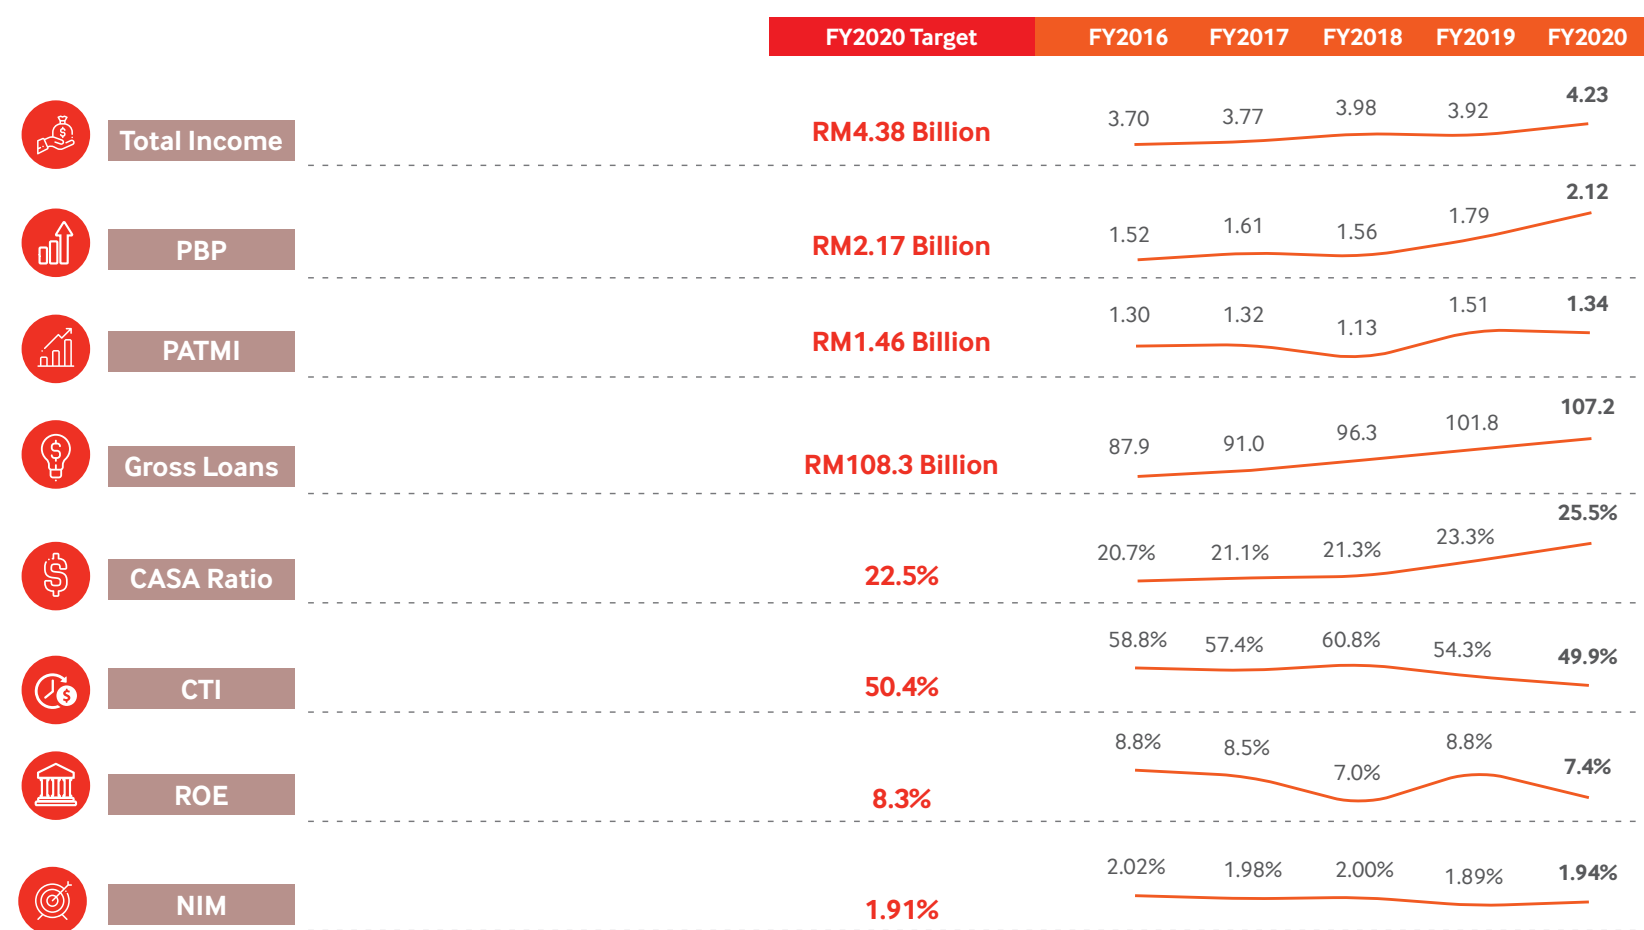 FY2020 Target FY2016 FY2017 FY2018 FY2019 FY2020
Total Income RM4.38 Billion 3.70 3.77 3.98 3.92 4.23
PBP RM2.17 Billion 1.52 1.61 1.56 1.79 2.12
PATMI RM1.46 Billion 1.30 1.32 1.13 1.51 1.34
Gross Loans RM108.3 Billion 87.9 91.0 96.3 101.8 107.2
CASA Ratio 22.5% 20.7% 21.1% 21.3% 23.3% 25.5%
CTI 50.4% 58.8% 57.4% 60.8% 54.3% 49.9%
ROE 8.3% 8.8% 8.5% 7.0% 8.8% 7.4%
NIM 1.91% 2.02% 1.98% 2.00% 1.89% 1.94%